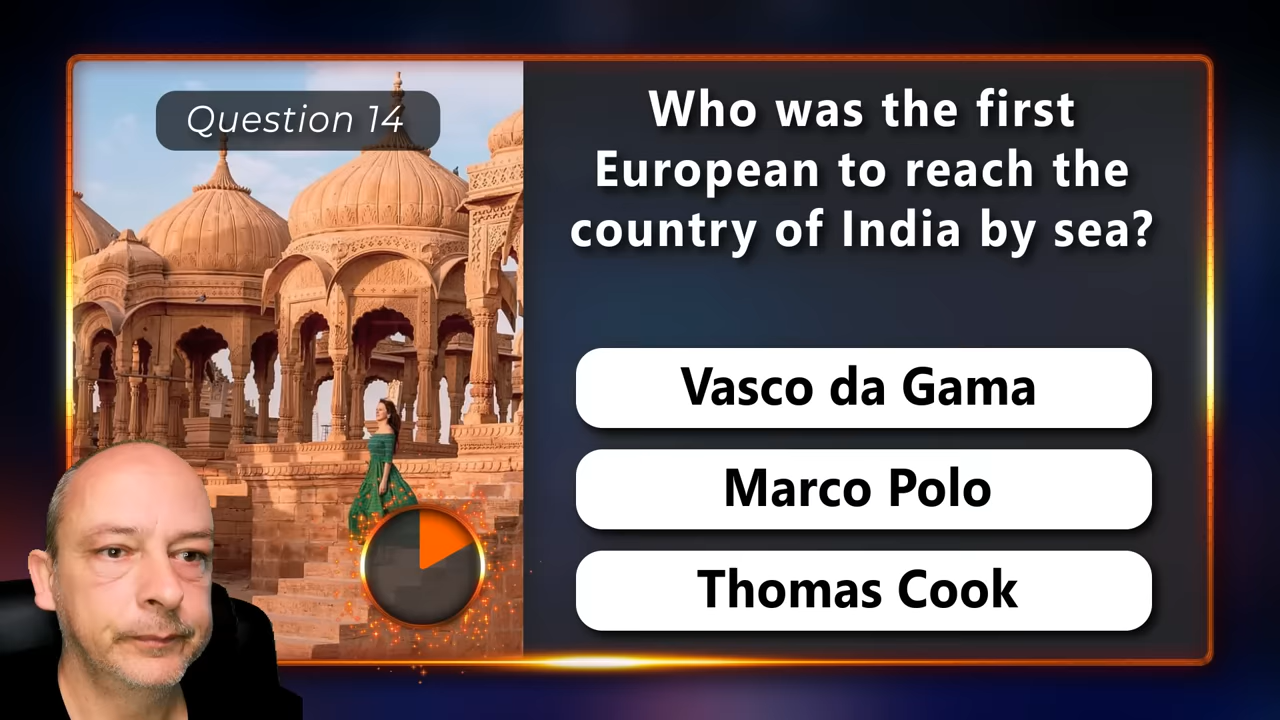 Question 14
Who was the first
European to reach the
country of India by sea?
Vasco da Gama
Marco Polo
Thomas Cook